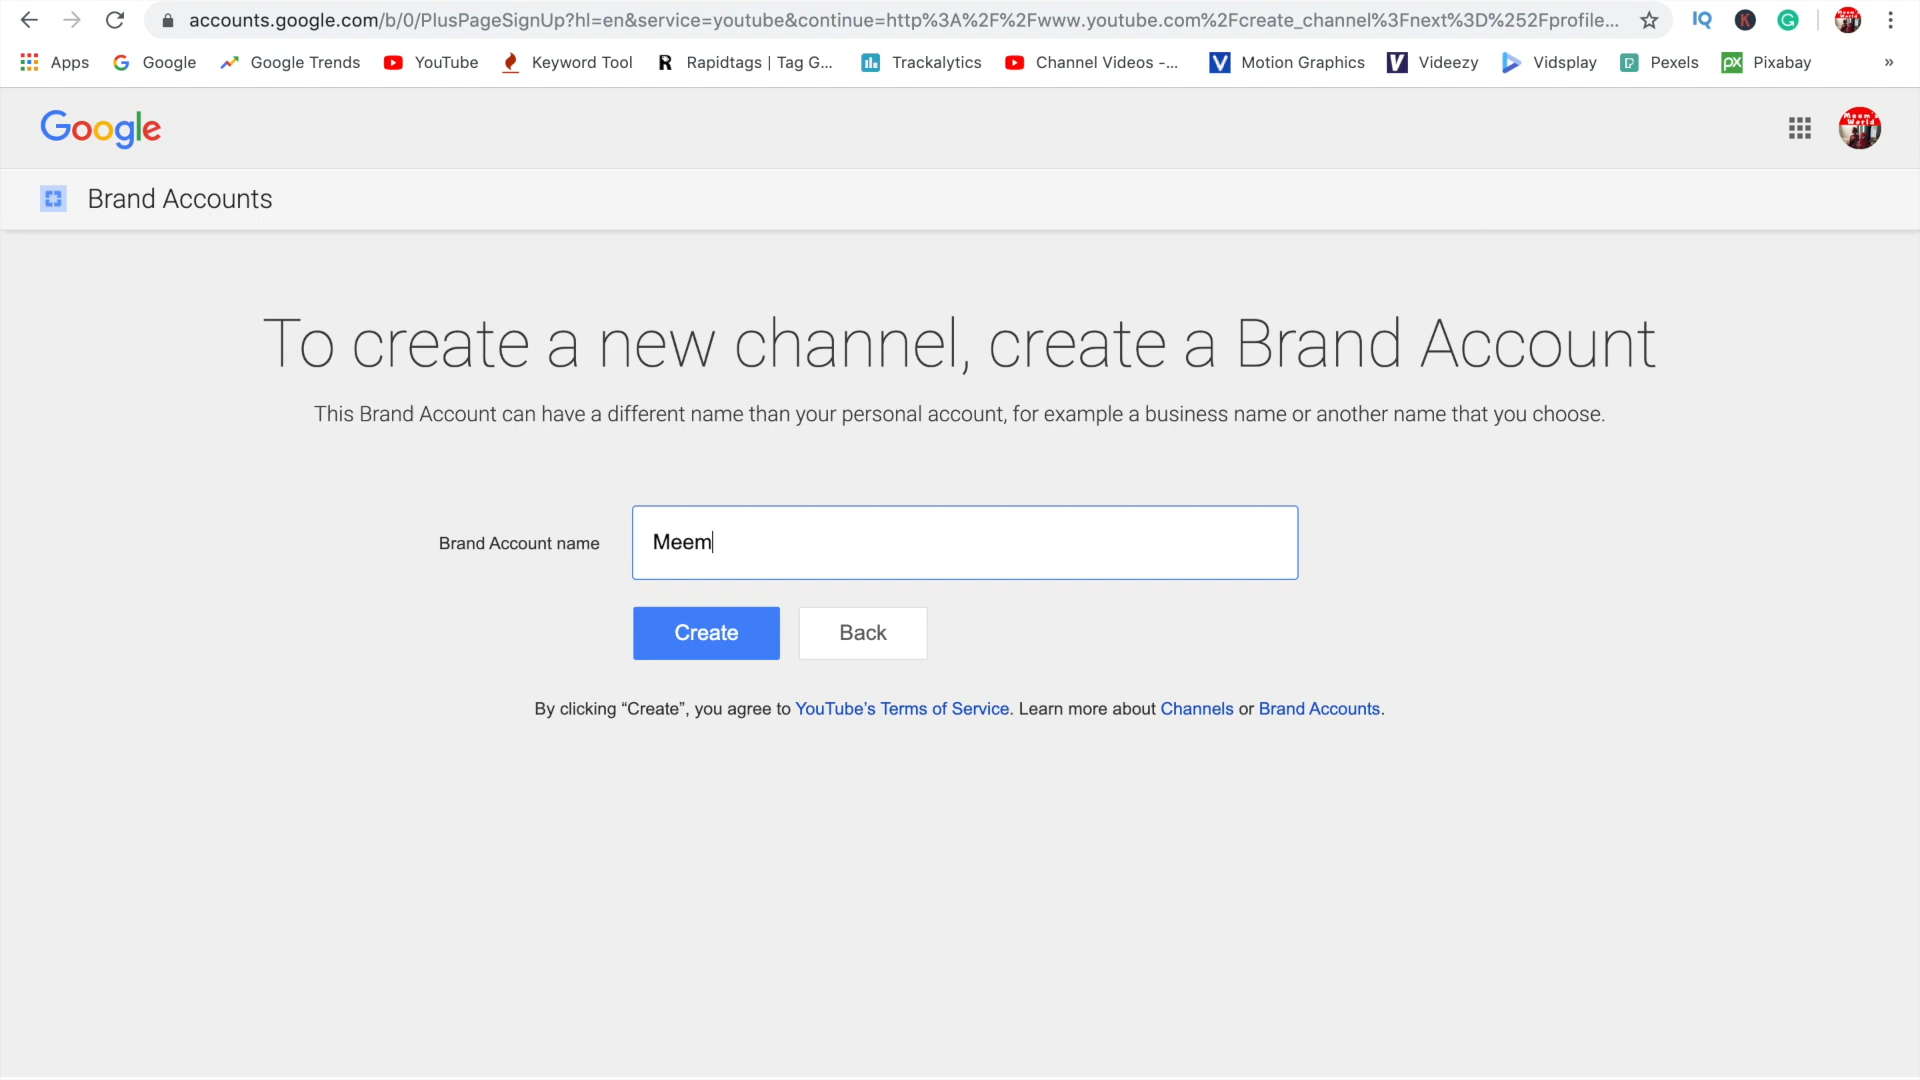 accounts.google.com/b/0/PlusPageSignUp?hl=en&service=youtube&continue=http%3A%2F%2Fwww.youtube.com%2Fcreate_channel%3Fnext%3D%252Fprofile...
IQ
K
G
Apps
Google
Google Trends
YouTube
Keyword Tool
R Rapidtags | Tag G...
Trackalytics
Channel Videos -...
V Motion Graphics
V Videezy
Vidsplay
P Pexels
px Pixabay
»
Google
Meem's
World
Brand Accounts
To create a new channel, create a Brand Account
This Brand Account can have a different name than your personal account, for example a business name or another name that you choose.
Brand Account name
Meem
Create
Back
By clicking “Create”, you agree to YouTube’s Terms of Service. Learn more about Channels or Brand Accounts.